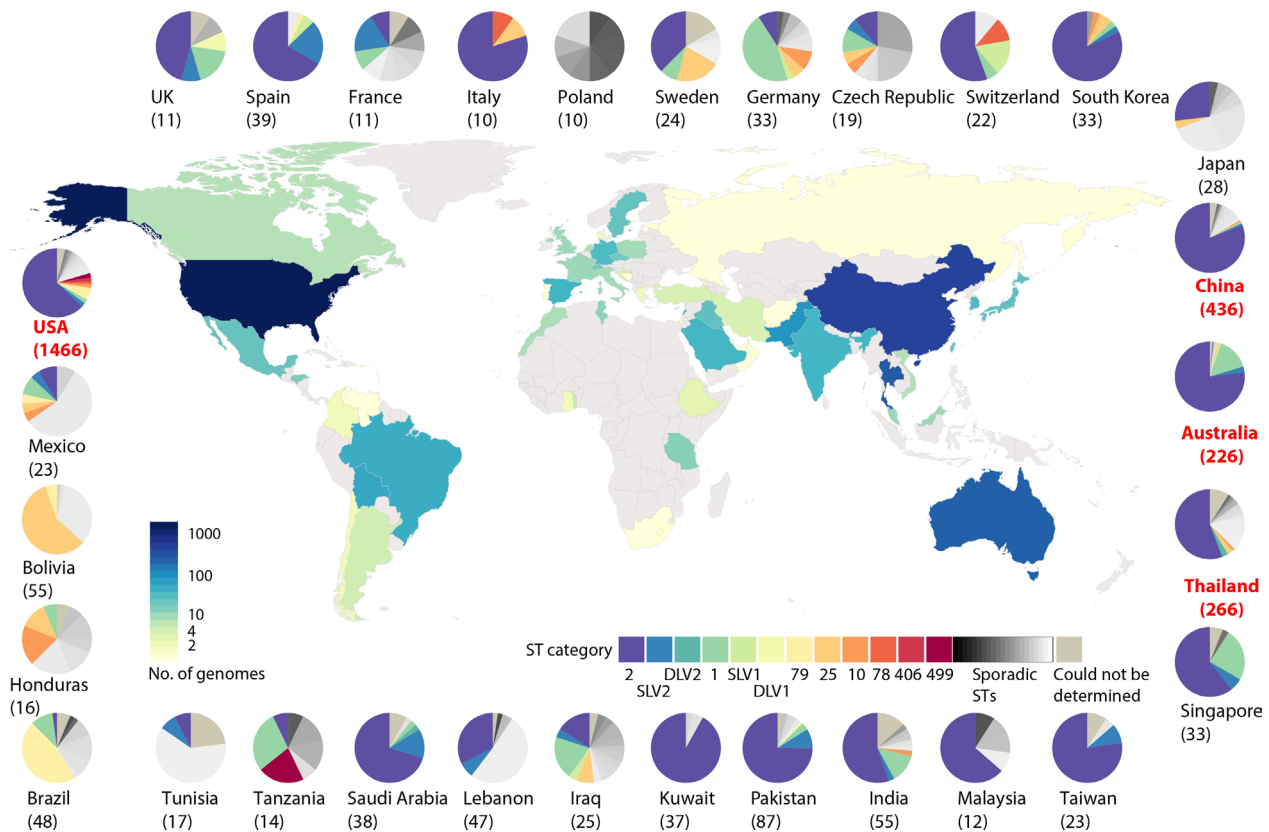 UK
(11)
Spain
(39)
France
(11)
Italy
(10)
Poland
(10)
Sweden
(24)
Germany
(33)
Czech Republic
(19)
Switzerland
(22)
South Korea
(33)
Japan
(28)
China
(436)
Australia
(226)
Thailand
(266)
Singapore
(33)
USA
(1466)
Mexico
(23)
Bolivia
(55)
Honduras
(16)
1000
100
10
4
2
No. of genomes
ST category
2
SLV2
DLV2
1
SLV1
DLV1
79
25
10
78
406
499
Sporadic
STs
Could not be
determined
Brazil
(48)
Tunisia
(17)
Tanzania
(14)
Saudi Arabia
(38)
Lebanon
(47)
Iraq
(25)
Kuwait
(37)
Pakistan
(87)
India
(55)
Malaysia
(12)
Taiwan
(23)